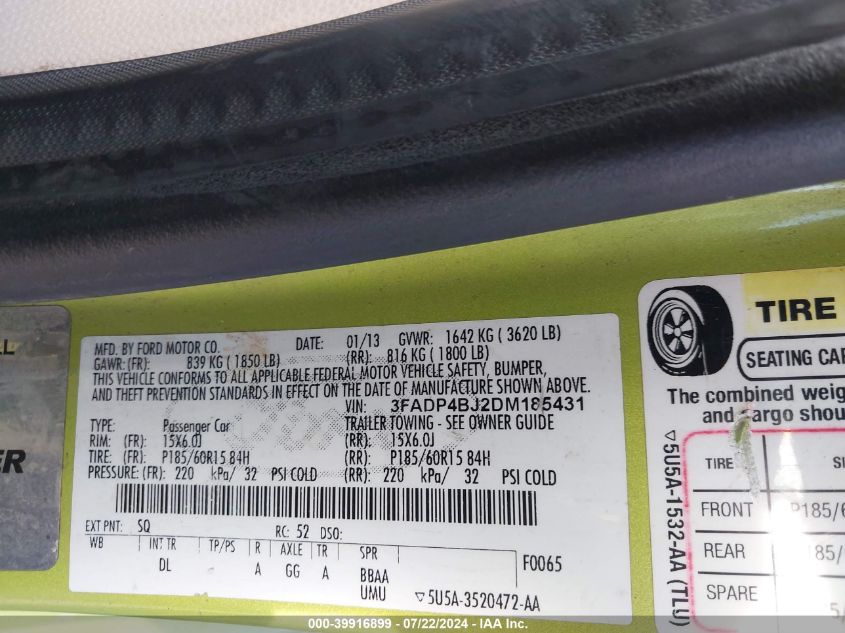 LL
ER
MFD. BY FORD MOTOR CO. DATE: 01/13 GVWR: 1642 KG ( 3620 LB)
GAWR: (FR): 839 KG ( 1850 LB) (RR): 816 KG ( 1800 LB)
THIS VEHICLE CONFORMS TO ALL APPLICABLE FEDERAL MOTOR VEHICLE SAFETY, BUMPER,
AND THEFT PREVENTION STANDARDS IN EFFECT ON THE DATE OF MANUFACTURE SHOWN ABOVE.
VIN: 3FADP4BJ2DM185431
TYPE: Passenger Car TRAILER TOWING - SEE OWNER GUIDE
RIM: (FR): 15X6.0J (RR): 15X6.0J
TIRE: (FR): P185/60R15 84H (RR): P185/60R15 84H
PRESSURE: (FR): 220 kPa/ 32 PSI COLD (RR): 220 kPa/ 32 PSI COLD
EXT PNT: SQ RC: 52 DSO:
WB INT TR TP/PS R AXLE TR SPR F0065
DL A GG A BBAA
UMU ▽5U5A-3520472-AA
TIRE
SEATING CAP
The combined weig
and cargo shou
▽5U5A-1532-AA (TLU)
TIRE SI
FRONT P185/6
REAR 185/
SPARE 5/
000-39916899 - 07/22/2024 - IAA Inc.